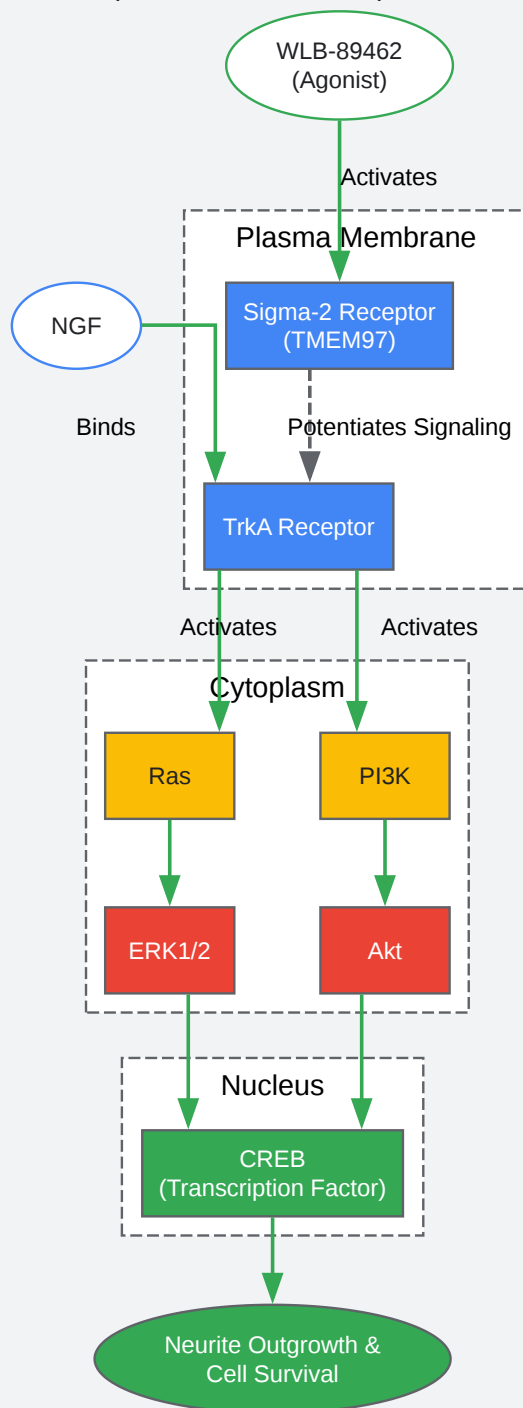 WLB-89462
(Agonist)
Activates
Plasma Membrane
Sigma-2 Receptor
(TMEM97)
NGF
Binds
Potentiates Signaling
TrkA Receptor
Activates
Activates
Cytoplasm
Ras
PI3K
ERK1/2
Akt
Nucleus
CREB
(Transcription Factor)
Neurite Outgrowth &
Cell Survival